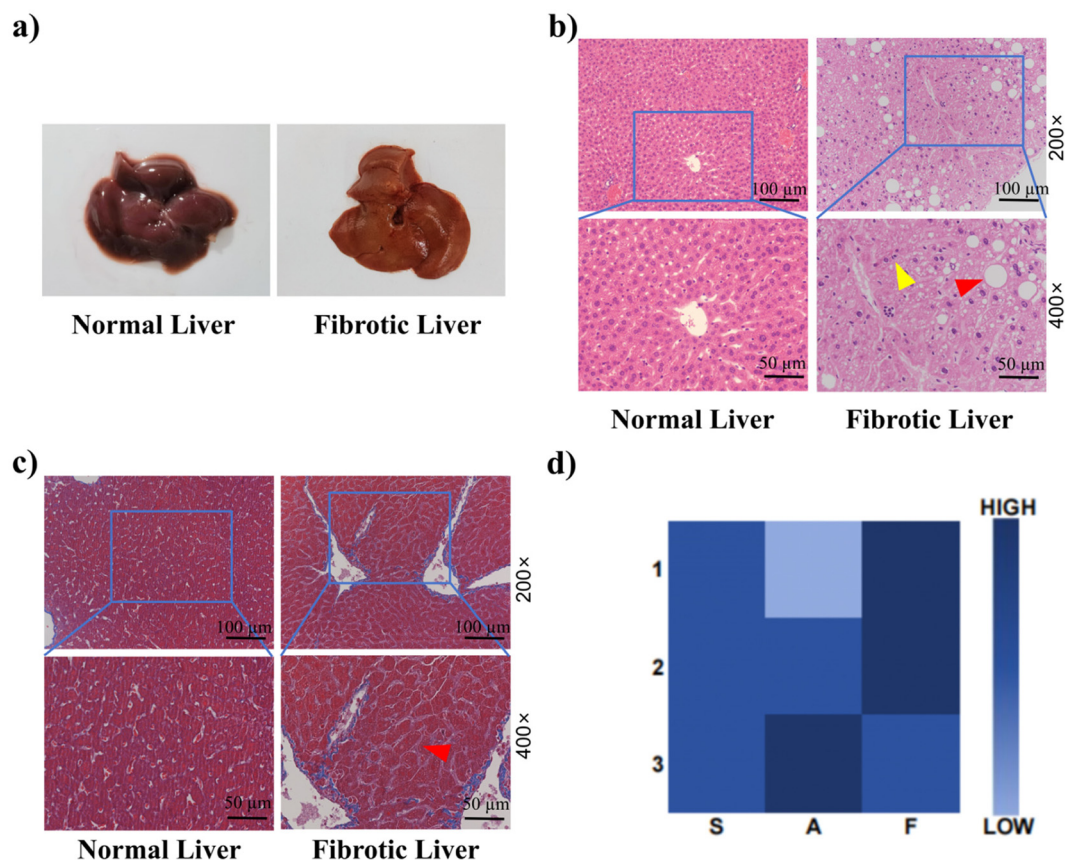 a)
Normal Liver
Fibrotic Liver
b)
100 µm
100 µm
200×
50 µm
50 µm
400×
Normal Liver
Fibrotic Liver
c)
100 µm
100 µm
200×
50 µm
50 µm
400×
Normal Liver
Fibrotic Liver
d)
HIGH
1
2
3
S A F
LOW